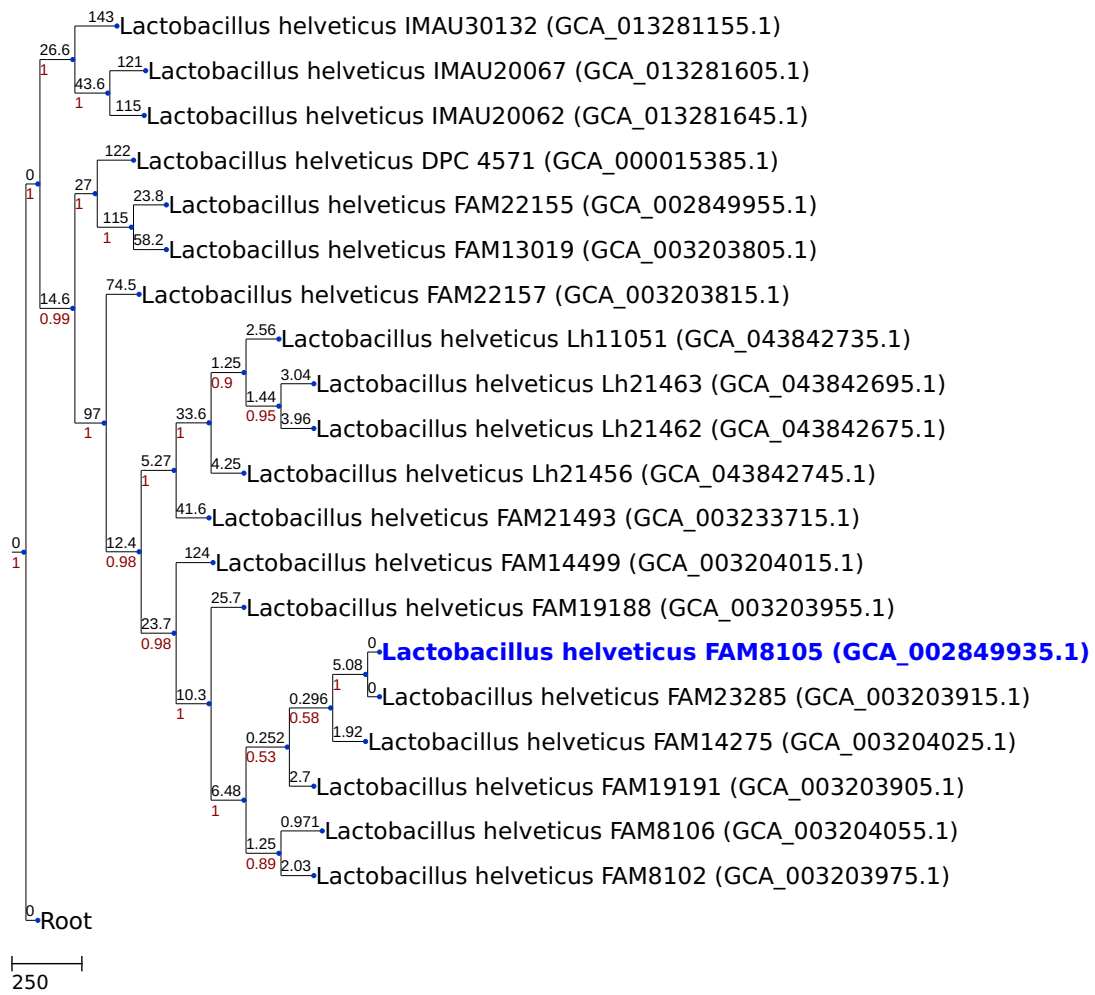 143 Lactobacillus helveticus IMAU30132 (GCA_013281155.1)
26.6
1
121 Lactobacillus helveticus IMAU20067 (GCA_013281605.1)
43.6
1
115 Lactobacillus helveticus IMAU20062 (GCA_013281645.1)
122 Lactobacillus helveticus DPC 4571 (GCA_000015385.1)
0
1
27
1
23.8 Lactobacillus helveticus FAM22155 (GCA_002849955.1)
115
1
58.2 Lactobacillus helveticus FAM13019 (GCA_003203805.1)
74.5 Lactobacillus helveticus FAM22157 (GCA_003203815.1)
14.6
0.99
2.56 Lactobacillus helveticus Lh11051 (GCA_043842735.1)
1.25
0.9
3.04 Lactobacillus helveticus Lh21463 (GCA_043842695.1)
1.44
0.95
3.96 Lactobacillus helveticus Lh21462 (GCA_043842675.1)
97
1
33.6
1
4.25 Lactobacillus helveticus Lh21456 (GCA_043842745.1)
5.27
1
41.6 Lactobacillus helveticus FAM21493 (GCA_003233715.1)
0
1
12.4
0.98
124 Lactobacillus helveticus FAM14499 (GCA_003204015.1)
25.7 Lactobacillus helveticus FAM19188 (GCA_003203955.1)
23.7
0.98
0 Lactobacillus helveticus FAM8105 (GCA_002849935.1)
5.08
1
0 Lactobacillus helveticus FAM23285 (GCA_003203915.1)
10.3
1
0.296
0.58
1.92 Lactobacillus helveticus FAM14275 (GCA_003204025.1)
0.252
0.53
2.7 Lactobacillus helveticus FAM19191 (GCA_003203905.1)
6.48
1
0.971 Lactobacillus helveticus FAM8106 (GCA_003204055.1)
1.25
0.89
2.03 Lactobacillus helveticus FAM8102 (GCA_003203975.1)
0 Root
250